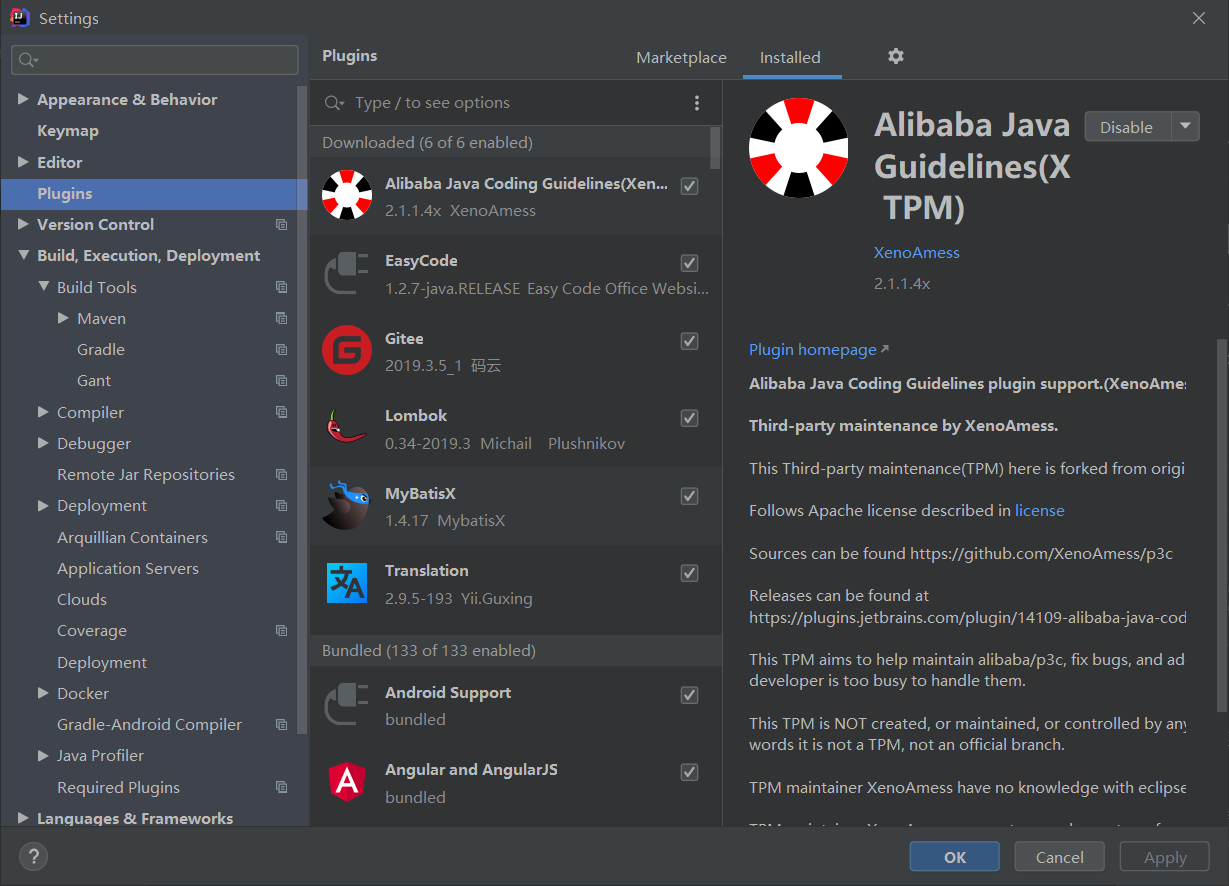 Settings
Appearance & Behavior
Keymap
Editor
Plugins
Version Control
Build, Execution, Deployment
Build Tools
Maven
Gradle
Gant
Compiler
Debugger
Remote Jar Repositories
Deployment
Arquillian Containers
Application Servers
Clouds
Coverage
Deployment
Docker
Gradle-Android Compiler
Java Profiler
Required Plugins
Languages & Frameworks
Plugins
Marketplace
Installed
Type / to see options
Downloaded (6 of 6 enabled)
Alibaba Java Coding Guidelines(Xen...
2.1.1.4x XenoAmess
EasyCode
1.2.7-java.RELEASE Easy Code Office Websi...
Gitee
2019.3.5_1 码云
Lombok
0.34-2019.3 Michail Plushnikov
MyBatisX
1.4.17 MybatisX
Translation
2.9.5-193 Yii.Guxing
Bundled (133 of 133 enabled)
Android Support
bundled
Angular and AngularJS
bundled
Alibaba Java
Guidelines(X
TPM)
Disable
XenoAmess
2.1.1.4x
Plugin homepage
Alibaba Java Coding Guidelines plugin support.(XenoAmes
Third-party maintenance by XenoAmess.
This Third-party maintenance(TPM) here is forked from origi
Follows Apache license described in license
Sources can be found https://github.com/XenoAmess/p3c
Releases can be found at
https://plugins.jetbrains.com/plugin/14109-alibaba-java-cod
This TPM aims to help maintain alibaba/p3c, fix bugs, and ad
developer is too busy to handle them.
This TPM is NOT created, or maintained, or controlled by any
words it is not a TPM, not an official branch.
TPM maintainer XenoAmess have no knowledge with eclipse
?
OK
Cancel
Apply